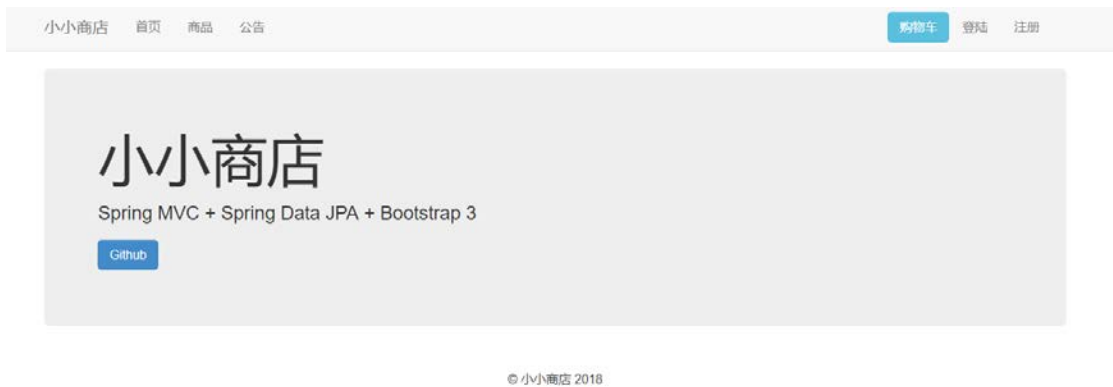 小小商店 首页 商品 公告 购物车 登陆 注册
小小商店
Spring MVC + Spring Data JPA + Bootstrap 3
Github
© 小小商店 2018